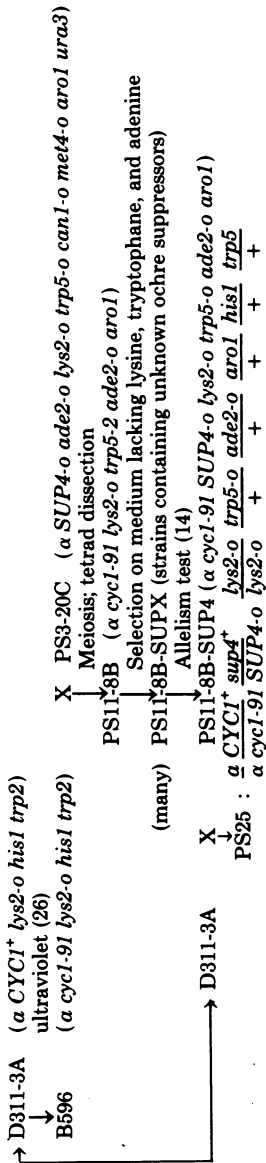 D311-3A (α CYC1⁺ lys2-o his1 trp2)
ultraviolet (26)
B596 (α cyc1-91 lys2-o his1 trp2)
X PS3-20C (α SUP4-o ade2-o lys2-o trp5-o can1-o met4-o aro1 ura3)
Meiosis; tetrad dissection
PS11-8B (α cyc1-91 lys2-o trp5-2 ade2-o aro1)
Selection on medium lacking lysine, tryptophane, and adenine
(many) PS11-8B-SUPX (strains containing unknown ochre suppressors)
Allelism test (14)
D311-3A X PS11-8B-SUP4 (α cyc1-91 SUP4-o lys2-o trp5-o ade2-o aro1)
PS25 : α CYC1⁺ sup4⁺ lys2-o trp5-o ade2-o aro1 his1 trp5
α cyc1-91 SUP4-o lys2-o + + + + +